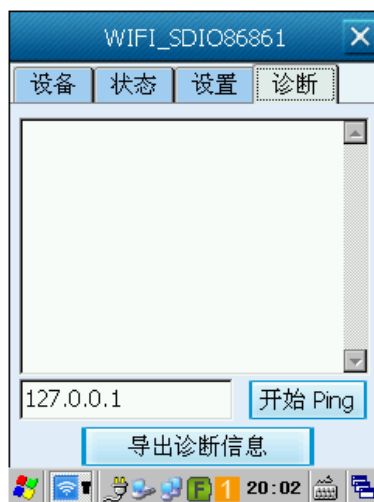 WIFI_SDIO86861
设备 状态 设置 诊断
127.0.0.1 开始 Ping
导出诊断信息
F 1 20:02